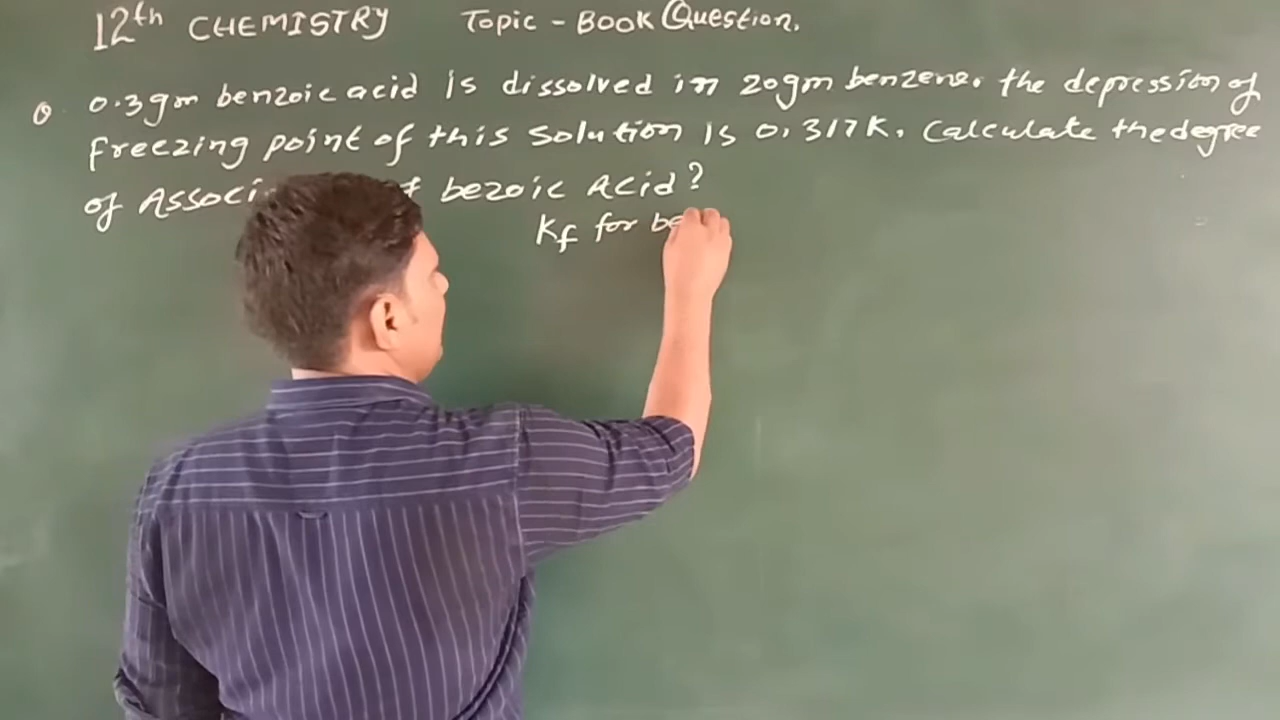 12th CHEMISTRY Topic - BOOK Question.
Q 0.3gm benzoic acid is dissolved in 20gm benzene. the depression of
freezing point of this solution is 0.317K. Calculate the degree
of bezoic Acid?
Kf for